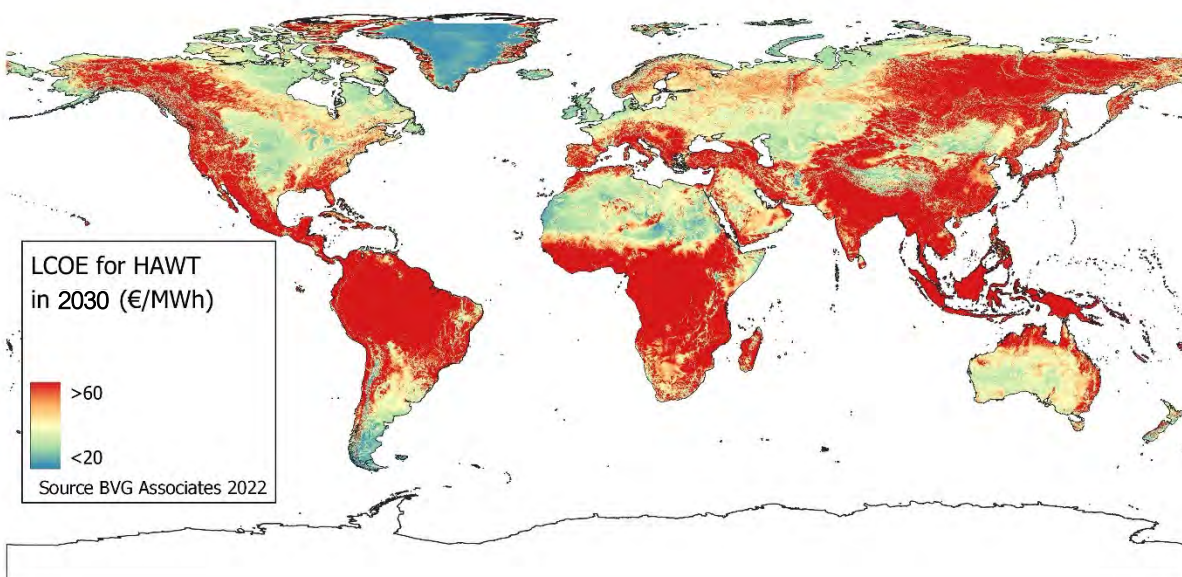 LCOE for HAWT
in 2030 (€/MWh)
>60
<20
Source BVG Associates 2022